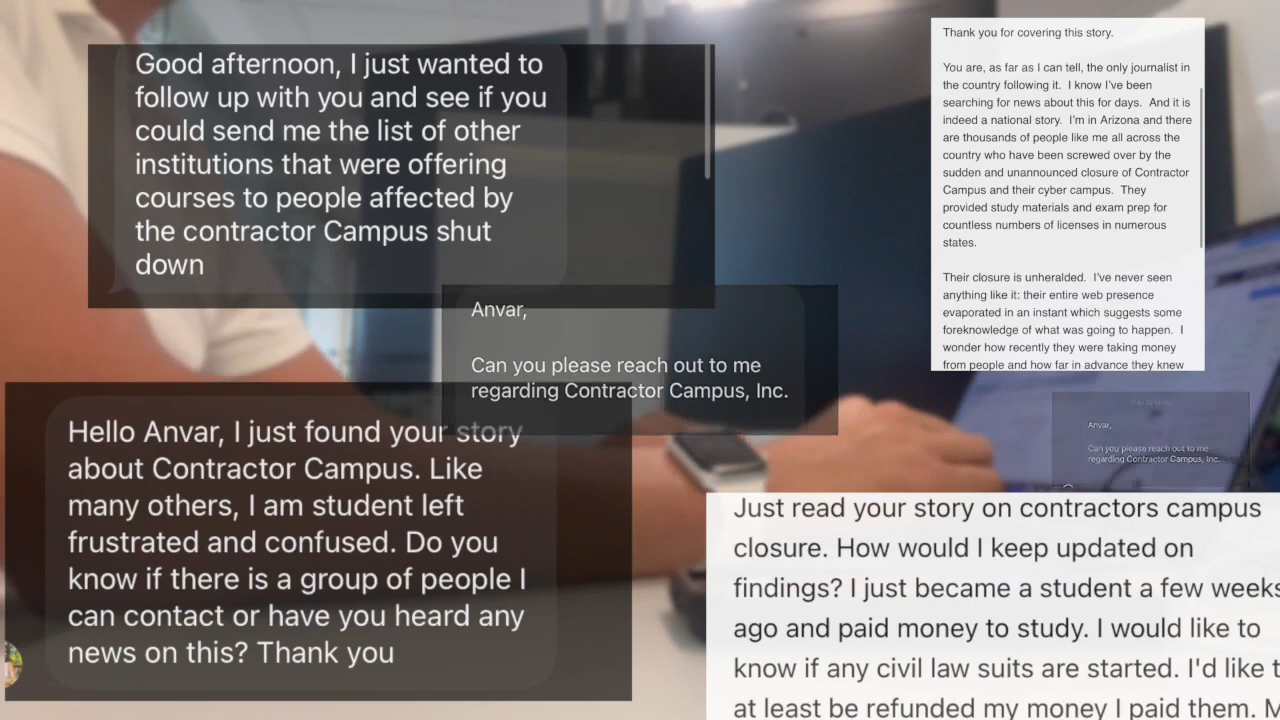 Good afternoon, I just wanted to
follow up with you and see if you
could send me the list of other
institutions that were offering
courses to people affected by
the contractor Campus shut
down
Thank you for covering this story.
You are, as far as I can tell, the only journalist in
the country following it.  I know I've been
searching for news about this for days.  And it is
indeed a national story.  I'm in Arizona and there
are thousands of people like me all across the
country who have been screwed over by the
sudden and unannounced closure of Contractor
Campus and their cyber campus.  They
provided study materials and exam prep for
countless numbers of licenses in numerous
states.
Their closure is unheralded.  I've never seen
anything like it: their entire web presence
evaporated in an instant which suggests some
foreknowledge of what was going to happen.  I
wonder how recently they were taking money
from people and how far in advance they knew
Anvar,
Can you please reach out to me
regarding Contractor Campus, Inc.
Hello Anvar, I just found your story
about Contractor Campus. Like
many others, I am student left
frustrated and confused. Do you
know if there is a group of people I
can contact or have you heard any
news on this? Thank you
Anvar,
Can you please reach out to me
regarding Contractor Campus, Inc.
Just read your story on contractors campus
closure. How would I keep updated on
findings? I just became a student a few weeks
ago and paid money to study. I would like to
know if any civil law suits are started. I'd like t
at least be refunded my money I paid them. M